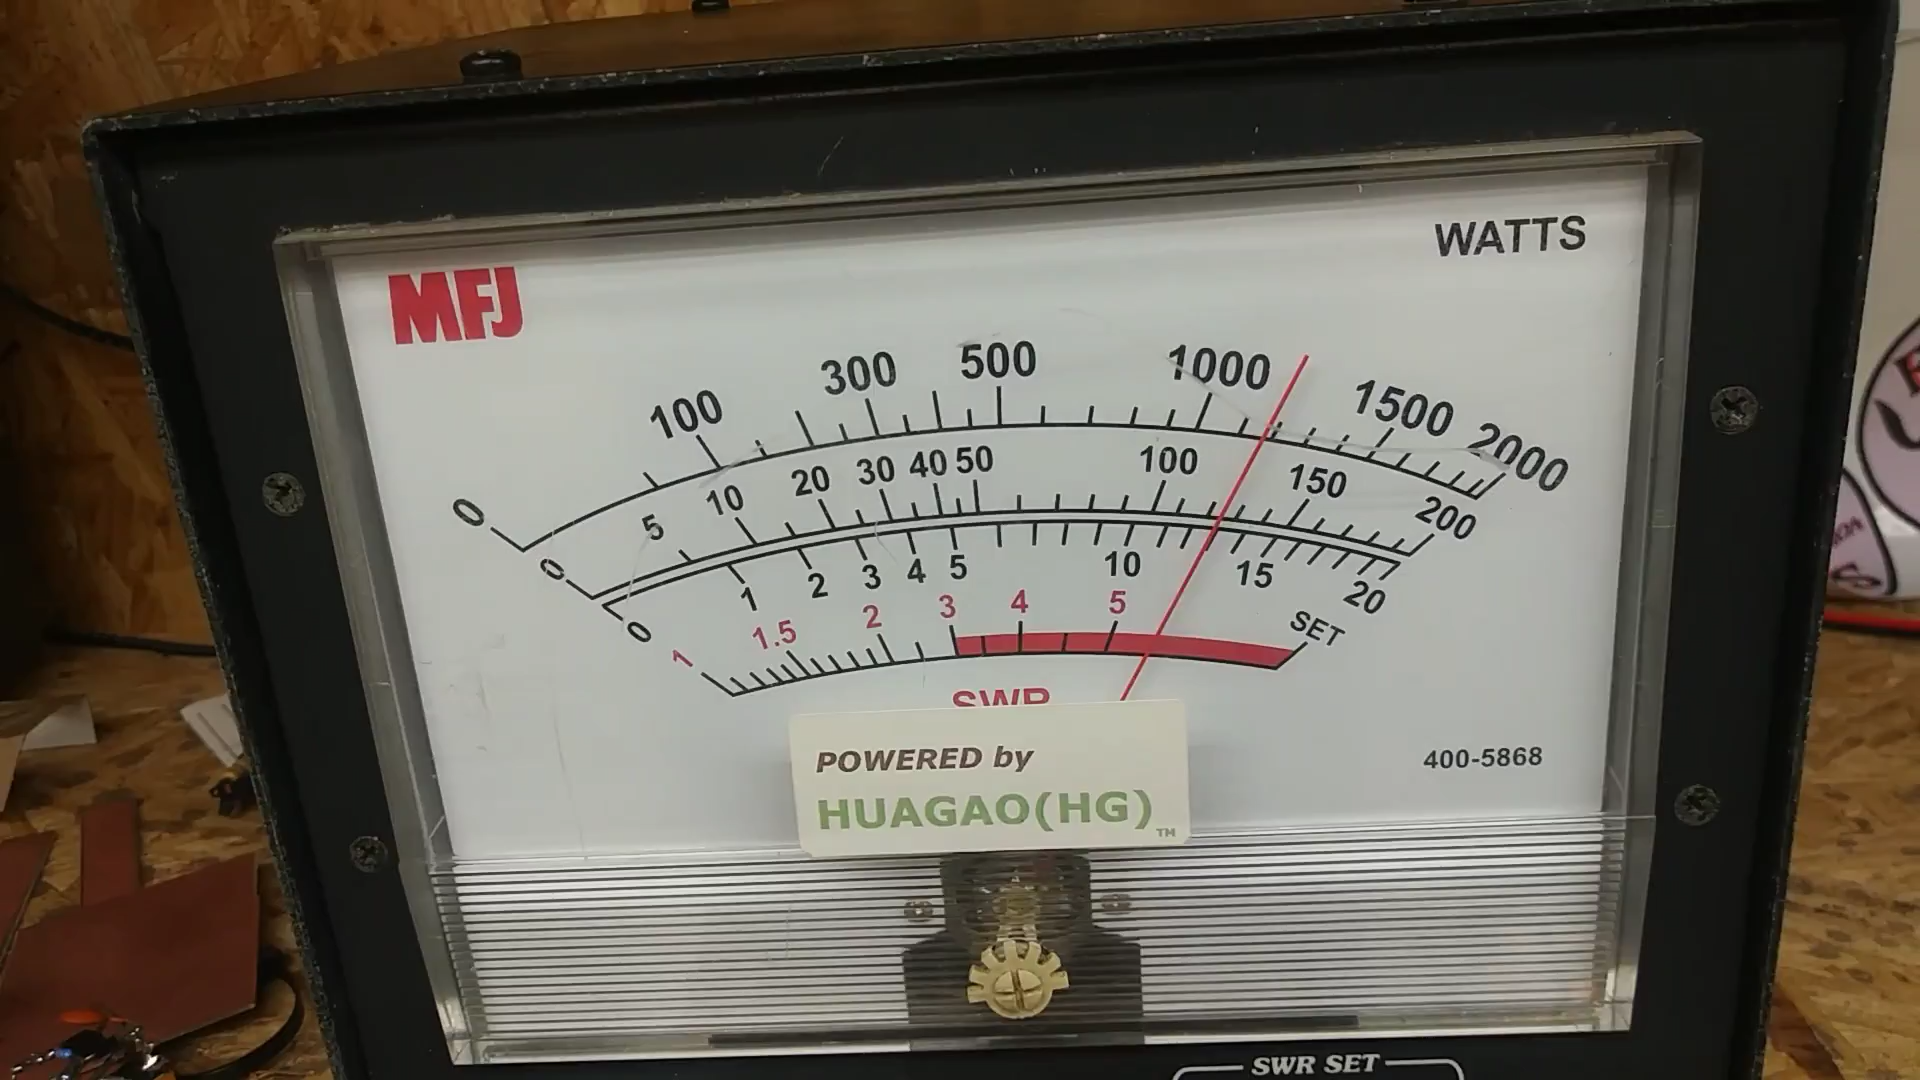 WATTS
MFJ
0 100 300 500 1000 1500 2000
0 5 10 20 30 40 50 100 150 200
0 1 2 3 4 5 10 15 20
1 1.5 2 3 4 5 SET
SWR
POWERED by
HUAGAO(HG)™
400-5868
SWR SET